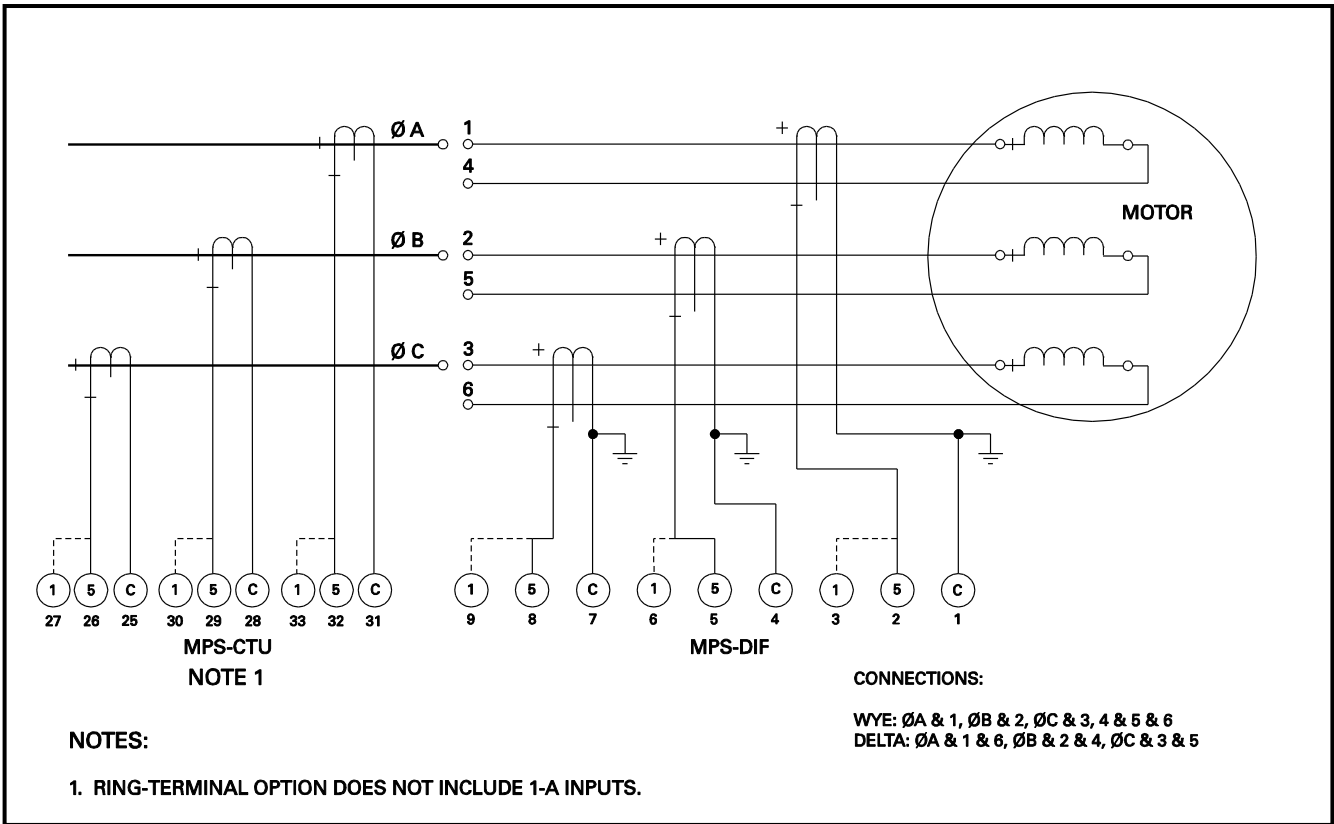 Ø A
1
+
4
MOTOR
Ø B
2
+
5
Ø C
3
+
6
1 5 C 1 5 C 1 5 C 1 5 C 1 5 C 1 5 C
27 26 25 30 29 28 33 32 31 9 8 7 6 5 4 3 2 1
MPS-CTU
MPS-DIF
NOTE 1
CONNECTIONS:
WYE: ØA & 1, ØB & 2, ØC & 3, 4 & 5 & 6
DELTA: ØA & 1 & 6, ØB & 2 & 4, ØC & 3 & 5
NOTES:
1. RING-TERMINAL OPTION DOES NOT INCLUDE 1-A INPUTS.